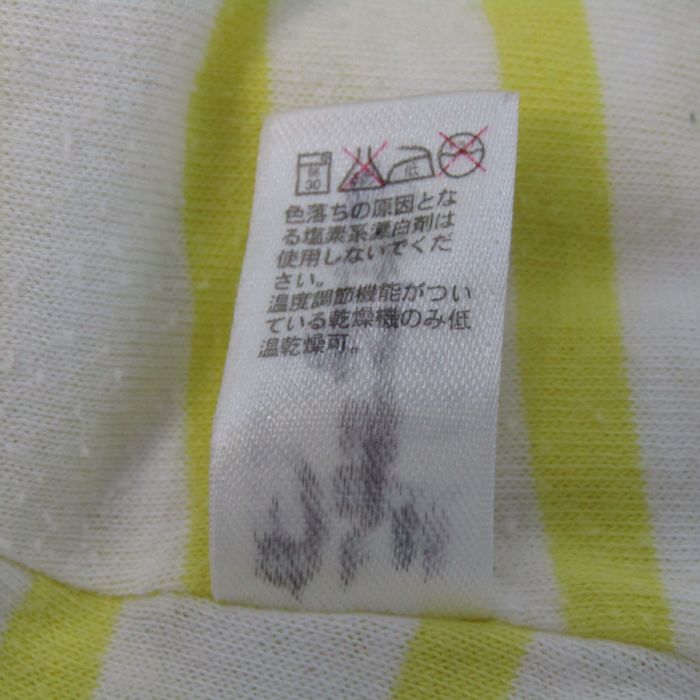 30
低
色落ちの原因とな
る塩素系漂白剤は
使用しないでくだ
さい。
温度調節機能がつい
ている乾燥機のみ低
温乾燥可。